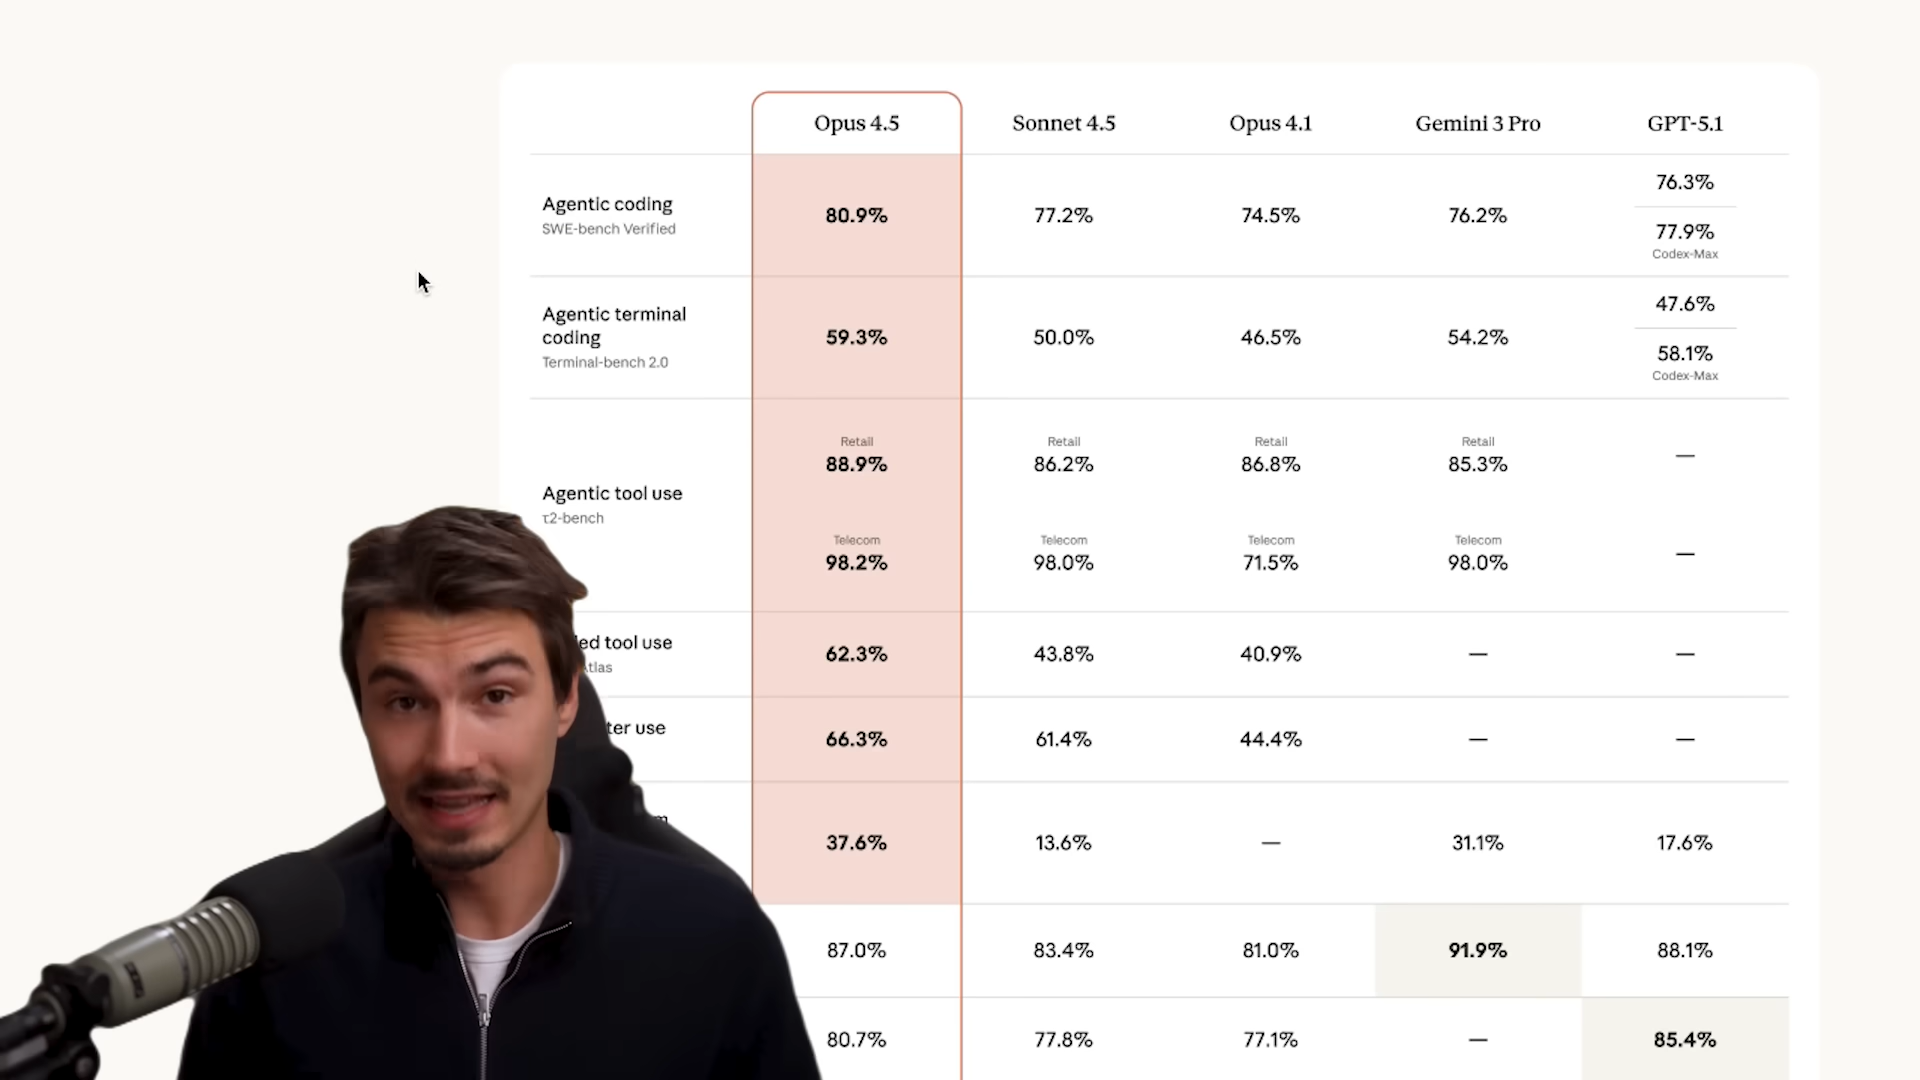 Opus 4.5 Sonnet 4.5 Opus 4.1 Gemini 3 Pro GPT-5.1
Agentic coding
SWE-bench Verified
80.9% 77.2% 74.5% 76.2%
76.3%
77.9%
Codex-Max
Agentic terminal
coding
Terminal-bench 2.0
59.3% 50.0% 46.5% 54.2%
47.6%
58.1%
Codex-Max
Agentic tool use
τ2-bench
Retail Retail Retail Retail
88.9% 86.2% 86.8% 85.3% —
Telecom Telecom Telecom Telecom
98.2% 98.0% 71.5% 98.0% —
tool use
62.3% 43.8% 40.9% — —
use
66.3% 61.4% 44.4% — —
37.6% 13.6% — 31.1% 17.6%
87.0% 83.4% 81.0% 91.9% 88.1%
80.7% 77.8% 77.1% — 85.4%